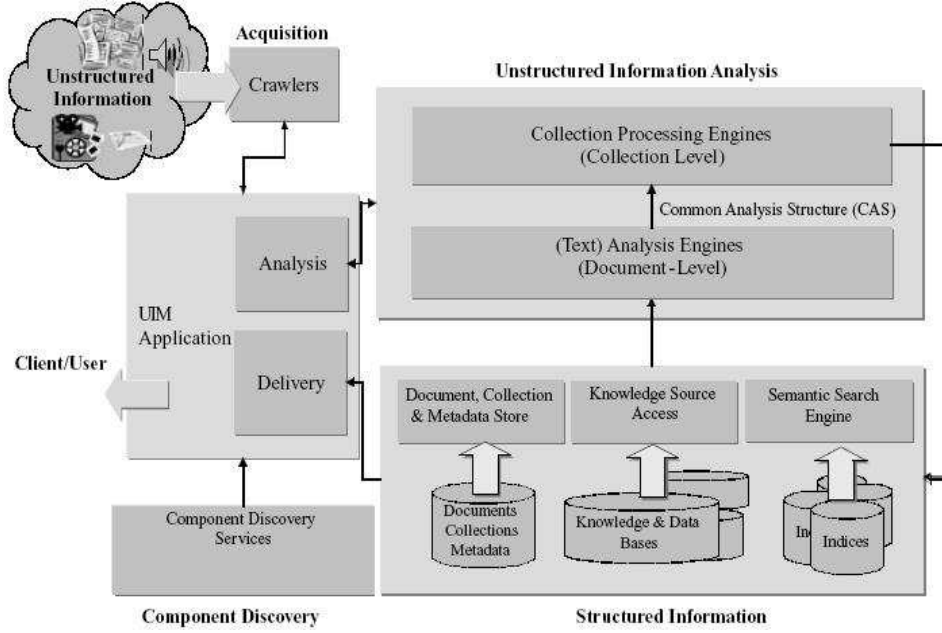 Acquisition
Unstructured
Information
Crawlers
Unstructured Information Analysis
Collection Processing Engines
(Collection Level)
Common Analysis Structure (CAS)
(Text) Analysis Engines
(Document-Level)
Analysis
UIM
Application
Delivery
Client/User
Document, Collection
& Metadata Store
Knowledge Source
Access
Semantic Search
Engine
Documents
Collections
Metadata
Knowledge & Data
Bases
Indices
Component Discovery
Services
Component Discovery
Structured Information